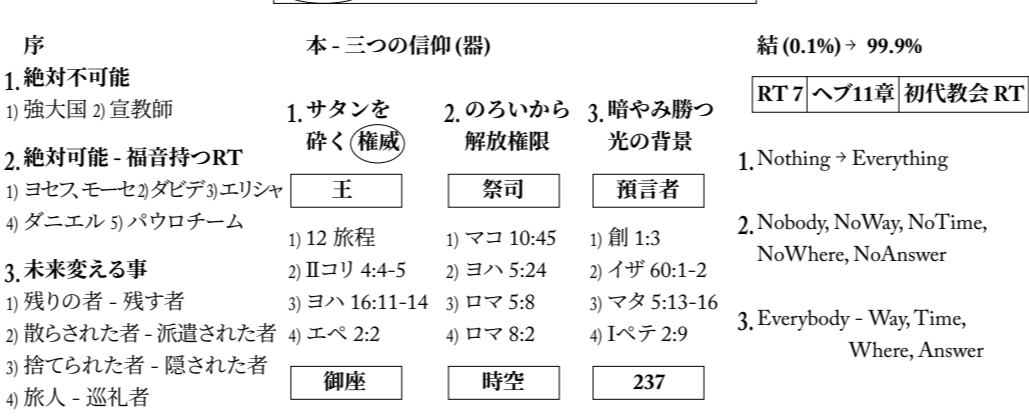 序
1. 絶対不可能
1) 強大国 2) 宣教師
2. 絶対可能 - 福音持つRT
1) ヨセフ、モーセ 2) ダビデ 3) エリシャ
4) ダニエル 5) パウロチーム
3. 未来変える事
1) 残りの者 - 残す者
2) 散らされた者 - 派遣された者
3) 捨てられた者 - 隠された者
4) 旅人 - 巡礼者
本 - 三つの信仰 (器)
1. サタンを
砕く 権威
王
1) 12 旅程
2) Ⅱコリ 4:4-5
3) ヨハ 16:11-14
4) エペ 2:2
御座
2. のろいから
解放権限
祭司
1) マコ 10:45
2) ヨハ 5:24
3) ロマ 5:8
4) ロマ 8:2
時空
3. 暗やみ勝つ
光の背景
預言者
1) 創 1:3
2) イザ 60:1-2
3) マタ 5:13-16
4) Ⅰペテ 2:9
237
結 (0.1%) → 99.9%
RT 7 ヘブ11章 初代教会 RT
1. Nothing → Everything
2. Nobody, NoWay, NoTime,
NoWhere, NoAnswer
3. Everybody - Way, Time,
Where, Answer